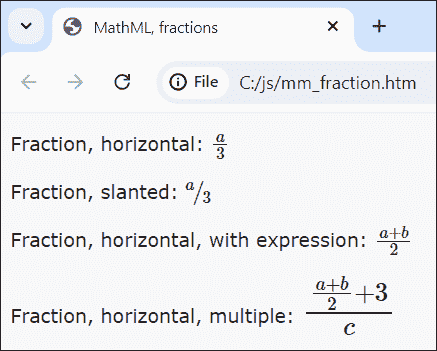 MathML, fractions
File C:/js/mm_fraction.htm
Fraction, horizontal: a/3
Fraction, slanted: a/3
Fraction, horizontal, with expression: (a+b)/2
Fraction, horizontal, multiple: ((a+b)/2+3)/c